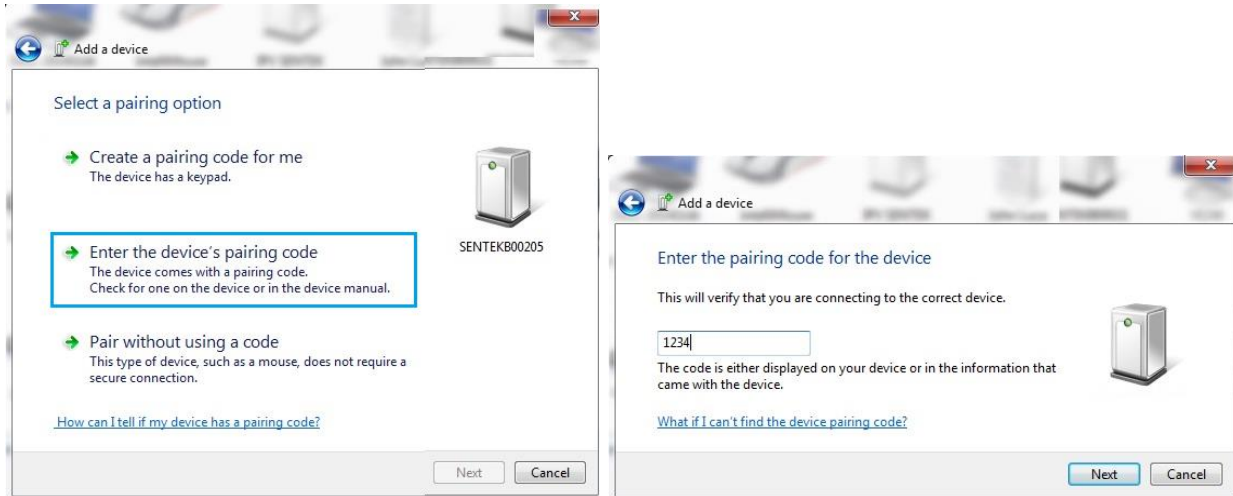 Add a device
Select a pairing option
Create a pairing code for me
The device has a keypad.
Enter the device's pairing code
The device comes with a pairing code.
Check for one on the device or in the device manual.
SENTEKB00205
Pair without using a code
This type of device, such as a mouse, does not require a
secure connection.
How can I tell if my device has a pairing code?
Next
Cancel
Add a device
Enter the pairing code for the device
This will verify that you are connecting to the correct device.
1234
The code is either displayed on your device or in the information that
came with the device.
What if I can't find the device pairing code?
Next
Cancel